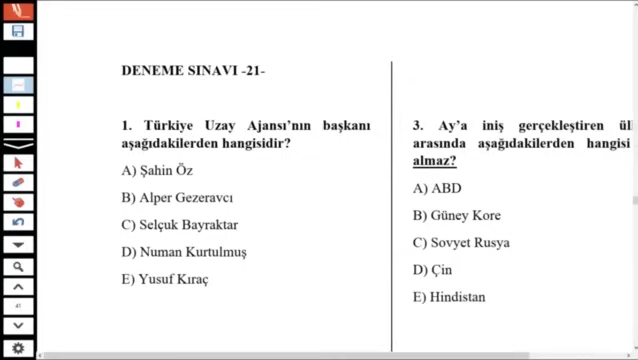 DENEME SINAVI -21-
1. Türkiye Uzay Ajansı'nın başkanı
aşağıdakilerden hangisidir?
A) Şahin Öz
B) Alper Gezeravcı
C) Selçuk Bayraktar
D) Numan Kurtulmuş
E) Yusuf Kıraç
3. Ay'a iniş gerçekleştiren ül
arasında aşağıdakilerden hangisi
almaz?
A) ABD
B) Güney Kore
C) Sovyet Rusya
D) Çin
E) Hindistan